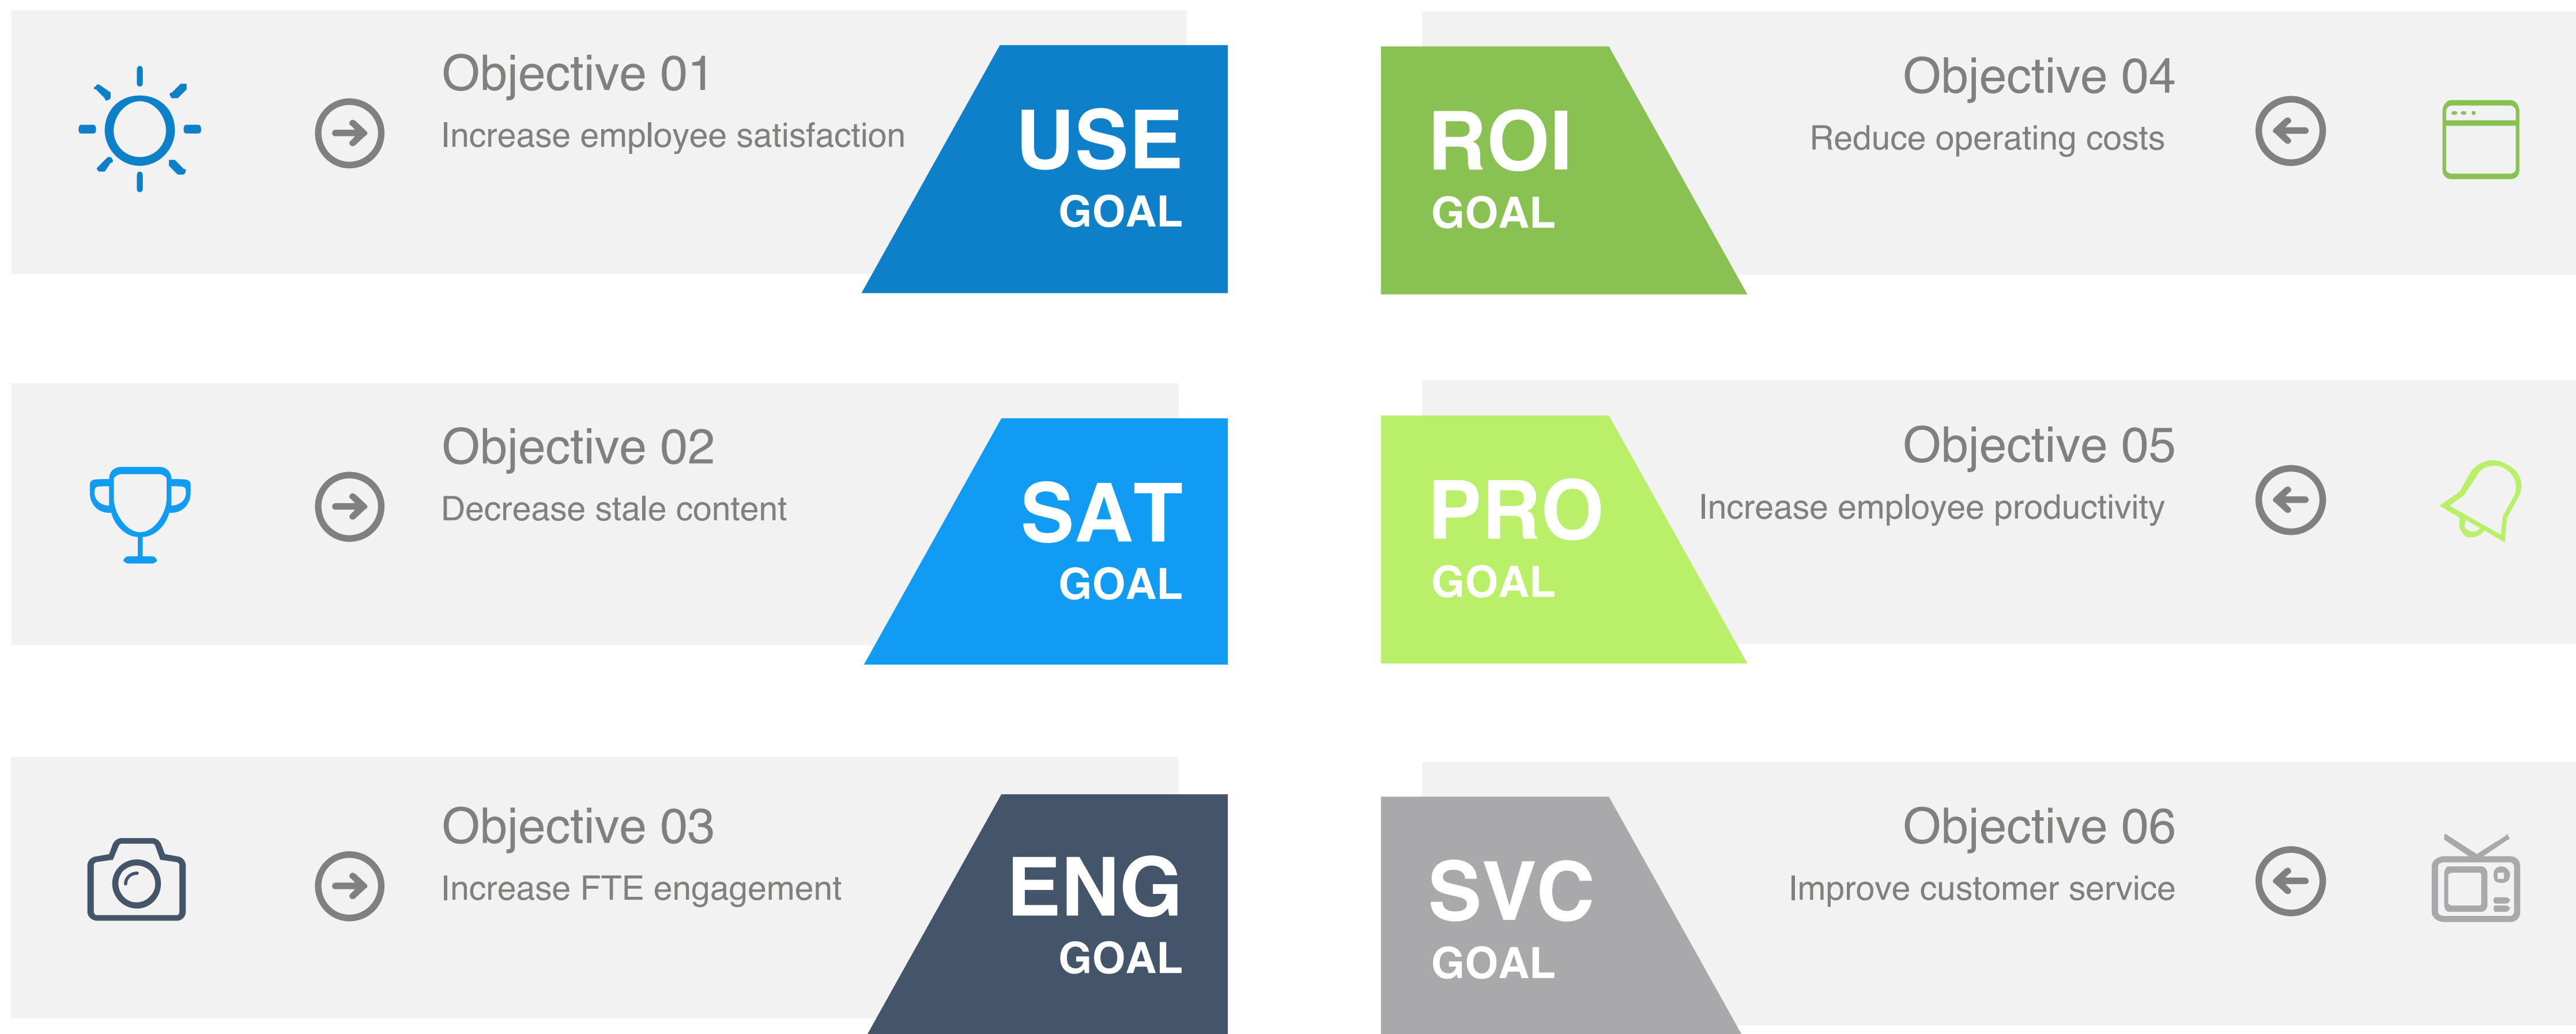 Objective 01
Increase employee satisfaction
USE
GOAL
Objective 02
Decrease stale content
SAT
GOAL
Objective 03
Increase FTE engagement
ENG
GOAL
ROI
GOAL
Objective 04
Reduce operating costs
PRO
GOAL
Objective 05
Increase employee productivity
SVC
GOAL
Objective 06
Improve customer service